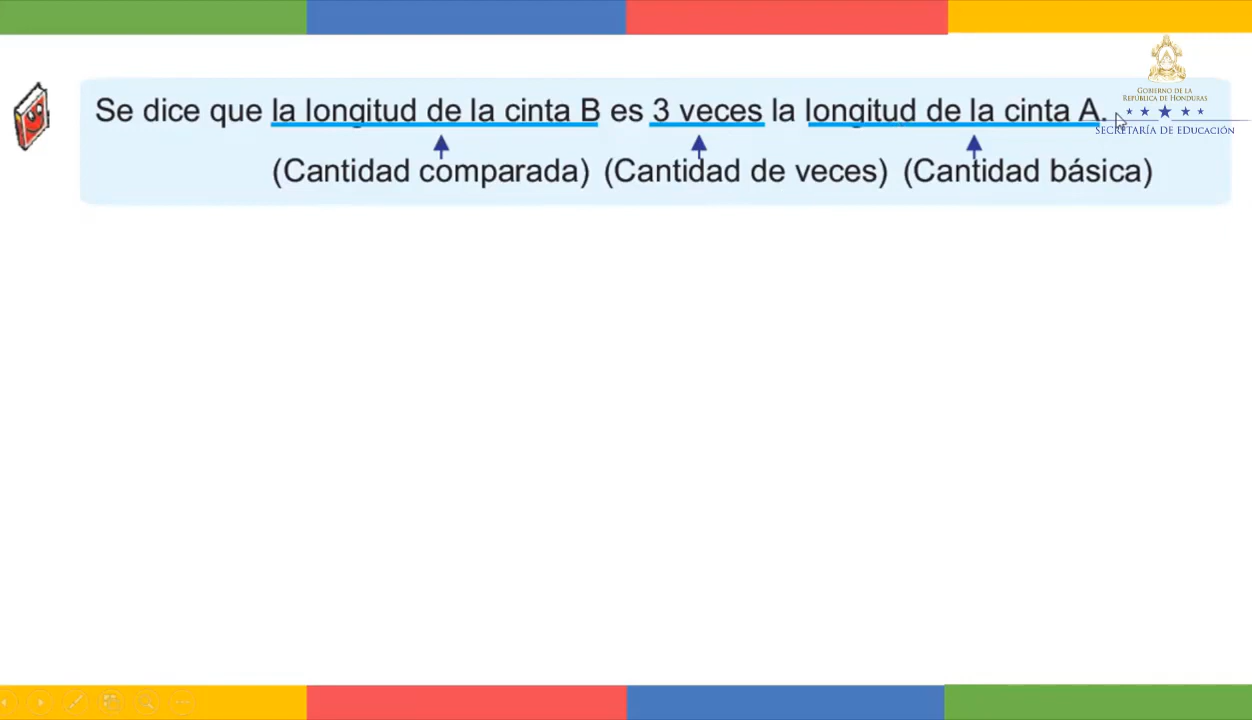 GOBIERNO DE LA
REPÚBLICA DE HONDURAS
SECRETARÍA DE EDUCACIÓN
Se dice que la longitud de la cinta B es 3 veces la longitud de la cinta A.
(Cantidad comparada) (Cantidad de veces) (Cantidad básica)